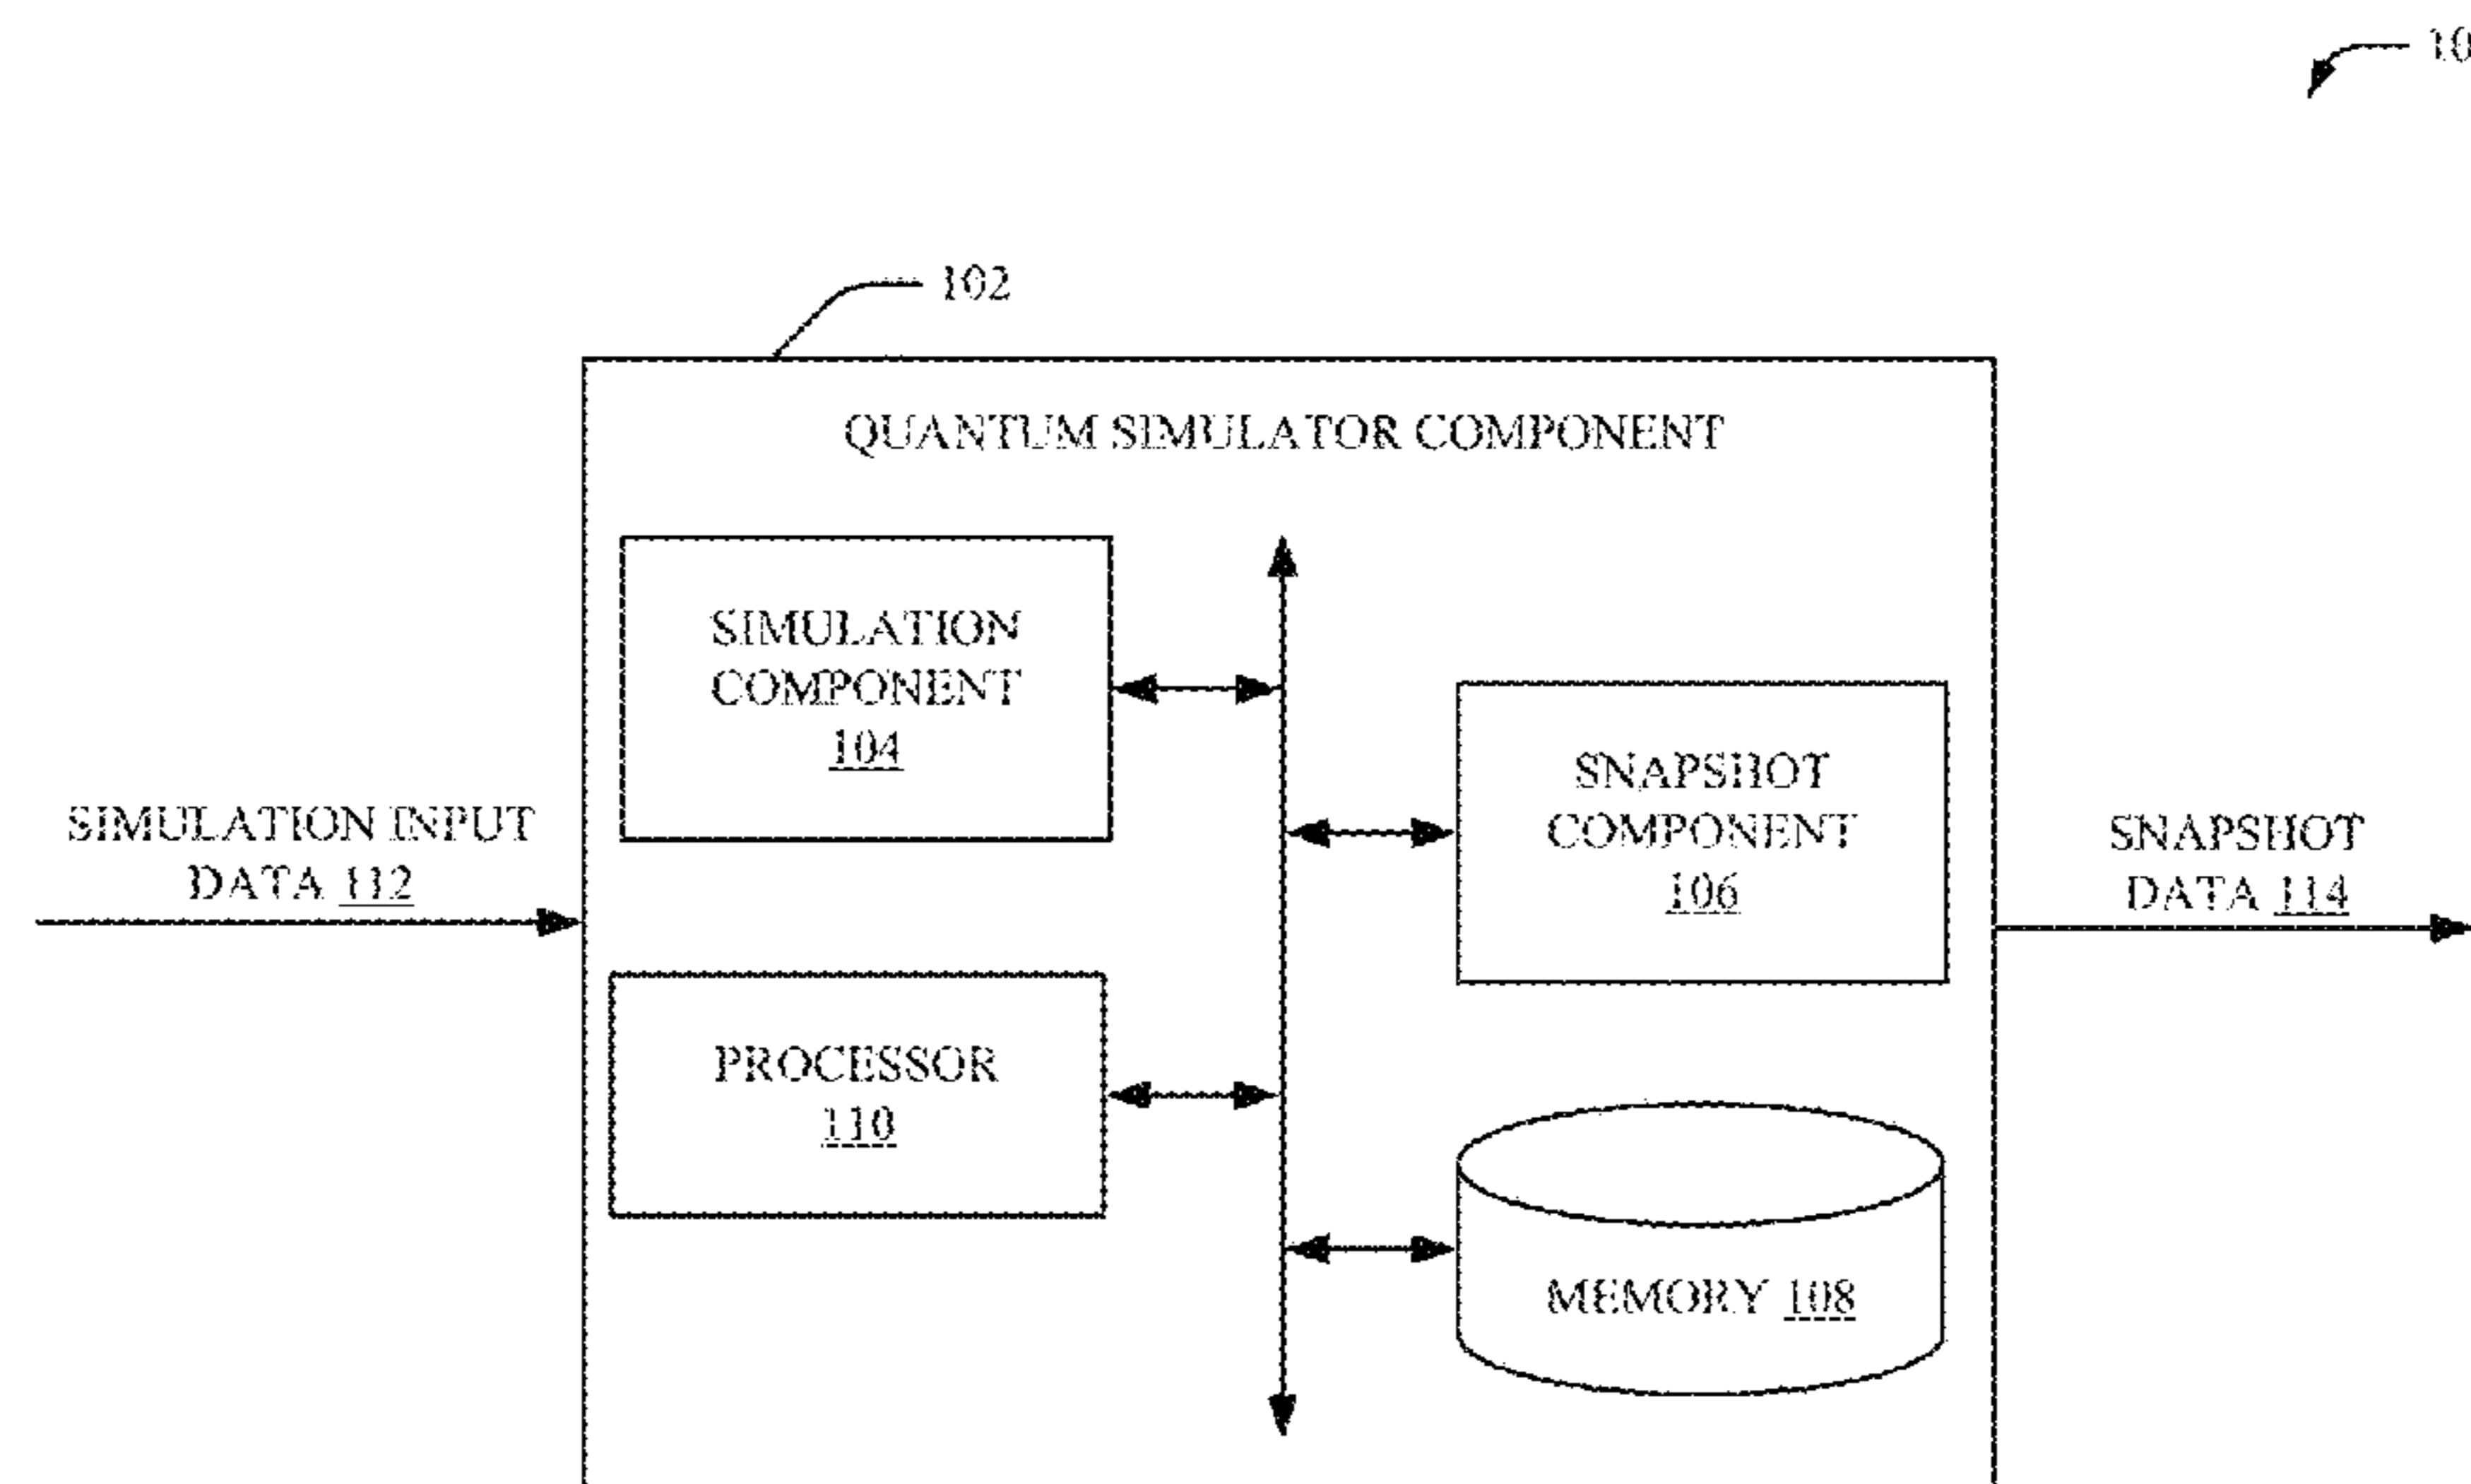 10
102
QUANTUM SIMULATOR COMPONENT
SIMULATION
COMPONENT
104
SNAPSHOT
COMPONENT
106
SIMULATION INPUT
DATA 112
SNAPSHOT
DATA 114
PROCESSOR
110
MEMORY 108